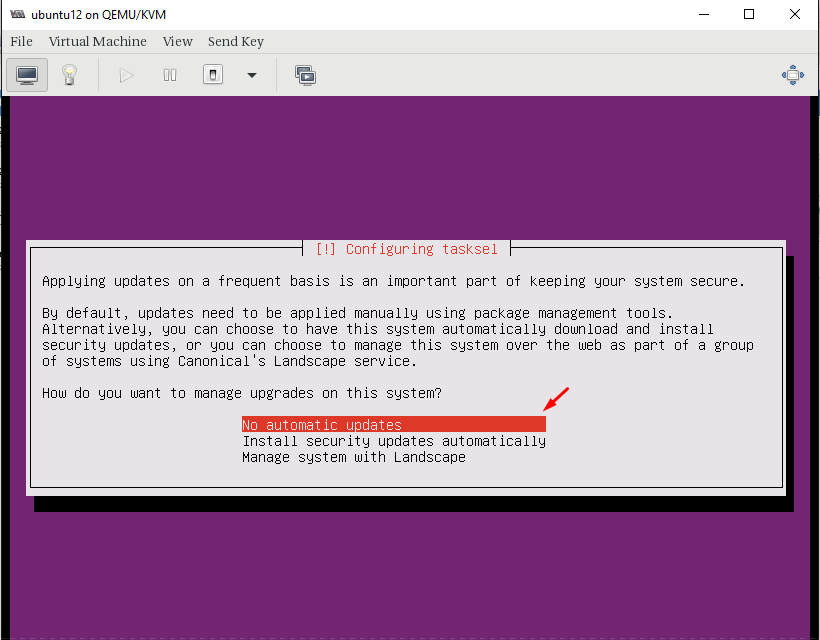 ubuntu12 on QEMU/KVM
File Virtual Machine View Send Key
[!] Configuring tasksel
Applying updates on a frequent basis is an important part of keeping your system secure.
By default, updates need to be applied manually using package management tools.
Alternatively, you can choose to have this system automatically download and install
security updates, or you can choose to manage this system over the web as part of a group
of systems using Canonical's Landscape service.
How do you want to manage upgrades on this system?
No automatic updates
Install security updates automatically
Manage system with Landscape